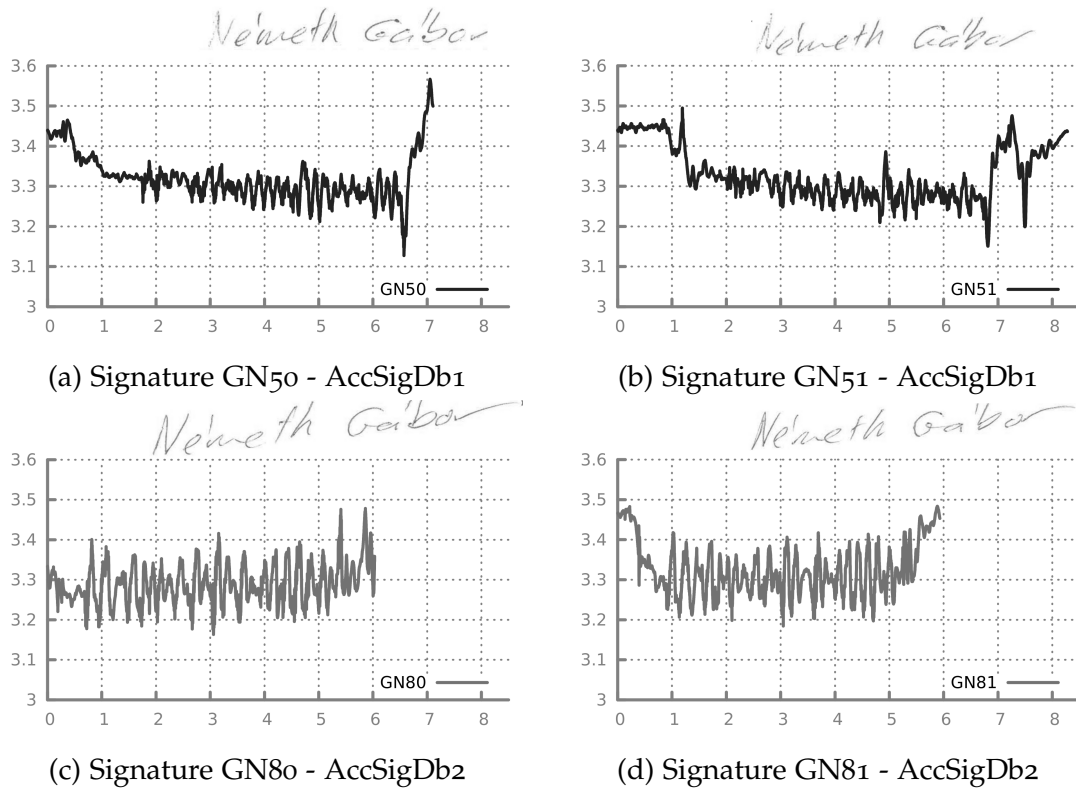 Németh Gábor
Németh Gábor
3.6
3.5
3.4
3.3
3.2
3.1
3
GN50
0 1 2 3 4 5 6 7 8
3.6
3.5
3.4
3.3
3.2
3.1
3
GN51
0 1 2 3 4 5 6 7 8
(a) Signature GN50 - AccSigDb1
(b) Signature GN51 - AccSigDb1
Németh Gábor
Németh Gábor
3.6
3.5
3.4
3.3
3.2
3.1
3
GN80
0 1 2 3 4 5 6 7 8
3.6
3.5
3.4
3.3
3.2
3.1
3
GN81
0 1 2 3 4 5 6 7 8
(c) Signature GN80 - AccSigDb2
(d) Signature GN81 - AccSigDb2